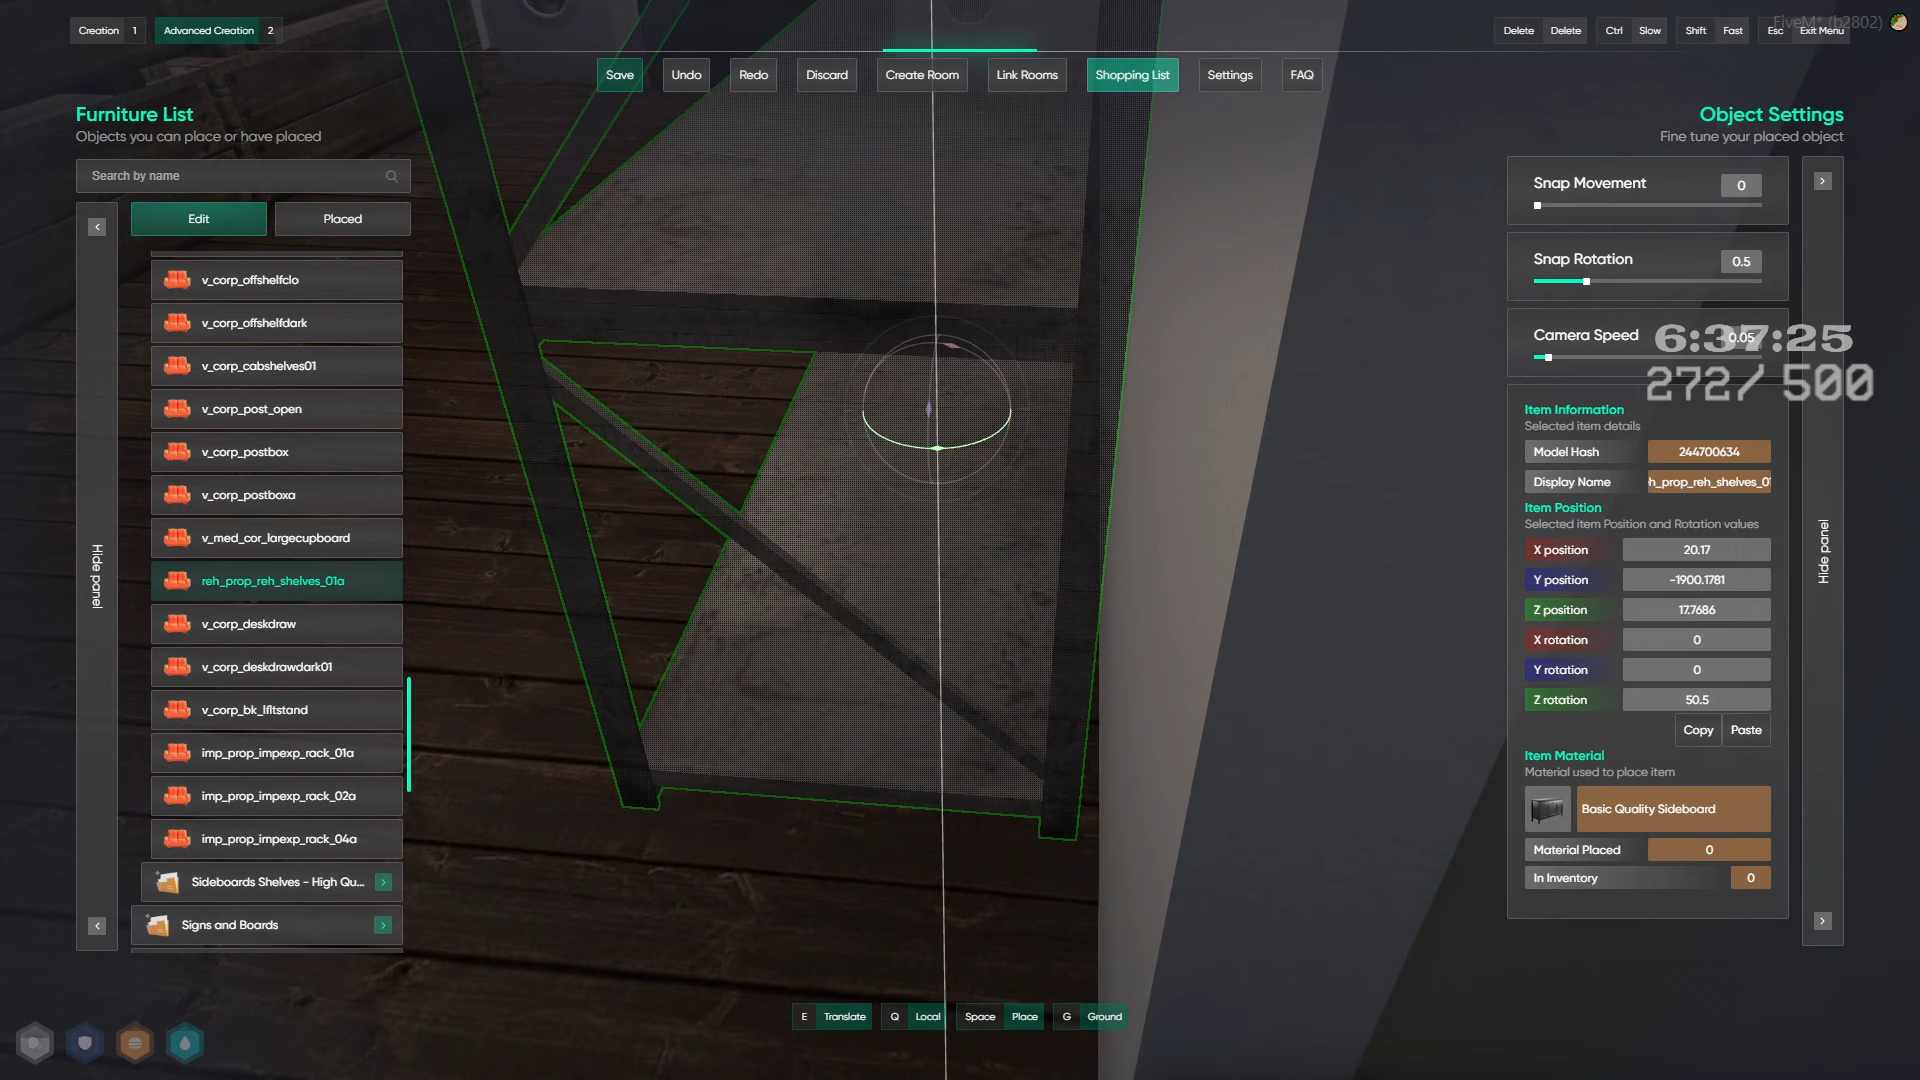 Creation 1
Advanced Creation 2
Delete Delete
Ctrl Slow
Shift Fast
Esc Exit Menu
FiveM* (b2802)
Save
Undo
Redo
Discard
Create Room
Link Rooms
Shopping List
Settings
FAQ
Furniture List
Objects you can place or have placed
Search by name
Edit
Placed
Hide panel
v_corp_offshelfclo
v_corp_offshelfdark
v_corp_cabshelves01
v_corp_post_open
v_corp_postbox
v_corp_postboxa
v_med_cor_largecupboard
reh_prop_reh_shelves_01a
v_corp_deskdraw
v_corp_deskdrawdark01
v_corp_bk_lfltstand
imp_prop_impexp_rack_01a
imp_prop_impexp_rack_02a
imp_prop_impexp_rack_04a
Sideboards Shelves - High Qu...
Signs and Boards
Object Settings
Fine tune your placed object
Snap Movement 0
Snap Rotation 0.5
Camera Speed 0.05
6:37:25
272/ 500
Item Information
Selected item details
Model Hash 244700634
Display Name h_prop_reh_shelves_0
Item Position
Selected item Position and Rotation values
X position 20.17
Y position -1900.1781
Z position 17.7686
X rotation 0
Y rotation 0
Z rotation 50.5
Copy Paste
Item Material
Material used to place item
Basic Quality Sideboard
Material Placed 0
In Inventory 0
Hide panel
E Translate
Q Local
Space Place
G Ground